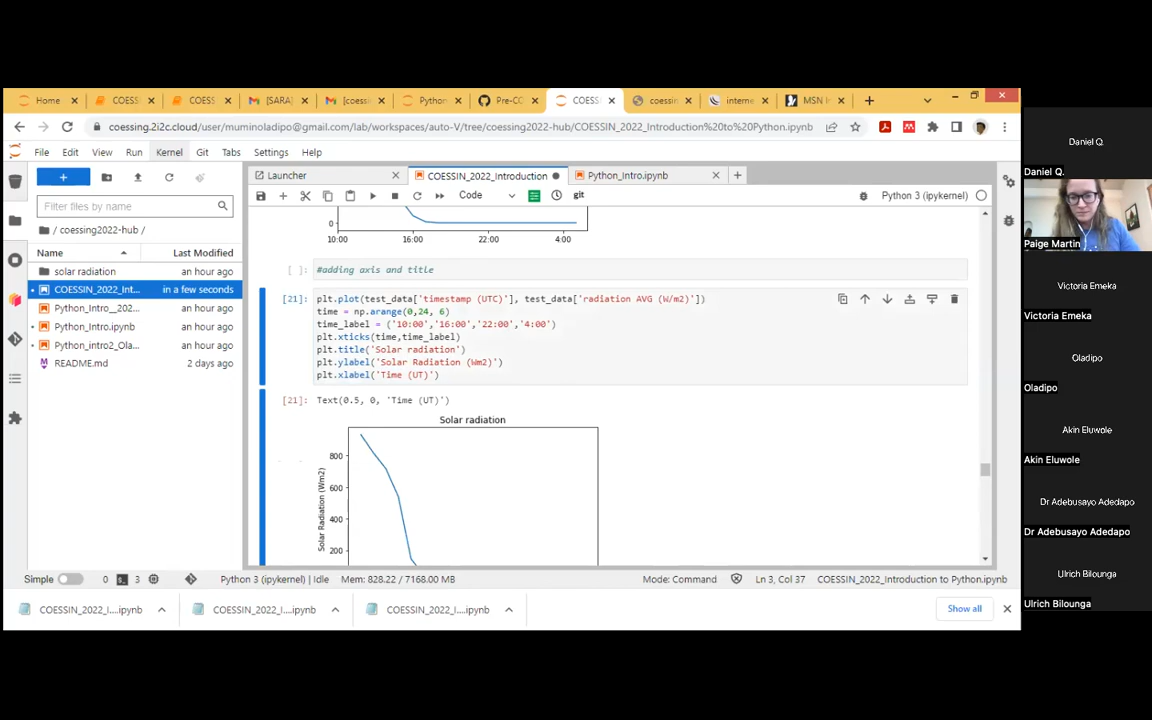 Home
COESS
COESS
[SARA]
[coessi
Python
Pre-CO
COESS
coessin
interne
MSN I
coessing.2i2c.cloud/user/muminoladipo@gmail.com/lab/workspaces/auto-V/tree/coessing2022-hub/COESSIN_2022_Introduction%20to%20Python.ipynb
File Edit View Run Kernel Git Tabs Settings Help
Launcher
COESSIN_2022_Introduction
Python_Intro.ipynb
Code
git
Python 3 (ipykernel)
Filter files by name
/ coessing2022-hub /
Name Last Modified
solar radiation an hour ago
COESSIN_2022_Int... in a few seconds
Python_Intro__202... an hour ago
Python_Intro.ipynb an hour ago
Python_intro2_Ola... an hour ago
README.md 2 days ago
0
10:00 16:00 22:00 4:00
[ ]: #adding axis and title
[21]: plt.plot(test_data['timestamp (UTC)'], test_data['radiation AVG (W/m2)'])
time = np.arange(0,24, 6)
time_label = ('10:00','16:00','22:00','4:00')
plt.xticks(time,time_label)
plt.title('Solar radiation')
plt.ylabel('Solar Radiation (Wm2)')
plt.xlabel('Time (UT)')
[21]: Text(0.5, 0, 'Time (UT)')
Solar radiation
Solar Radiation (Wm2)
800
600
400
200
Simple 0 3 Python 3 (ipykernel) | Idle Mem: 828.22 / 7168.00 MB Mode: Command Ln 3, Col 37 COESSIN_2022_Introduction to Python.ipynb
COESSIN_2022_I....ipynb
COESSIN_2022_I....ipynb
COESSIN_2022_I....ipynb
Show all
Daniel Q.
Daniel Q.
Paige Martin
Victoria Emeka
Victoria Emeka
Oladipo
Oladipo
Akin Eluwole
Akin Eluwole
Dr Adebusayo Adedapo
Dr Adebusayo Adedapo
Ulrich Bilounga
Ulrich Bilounga